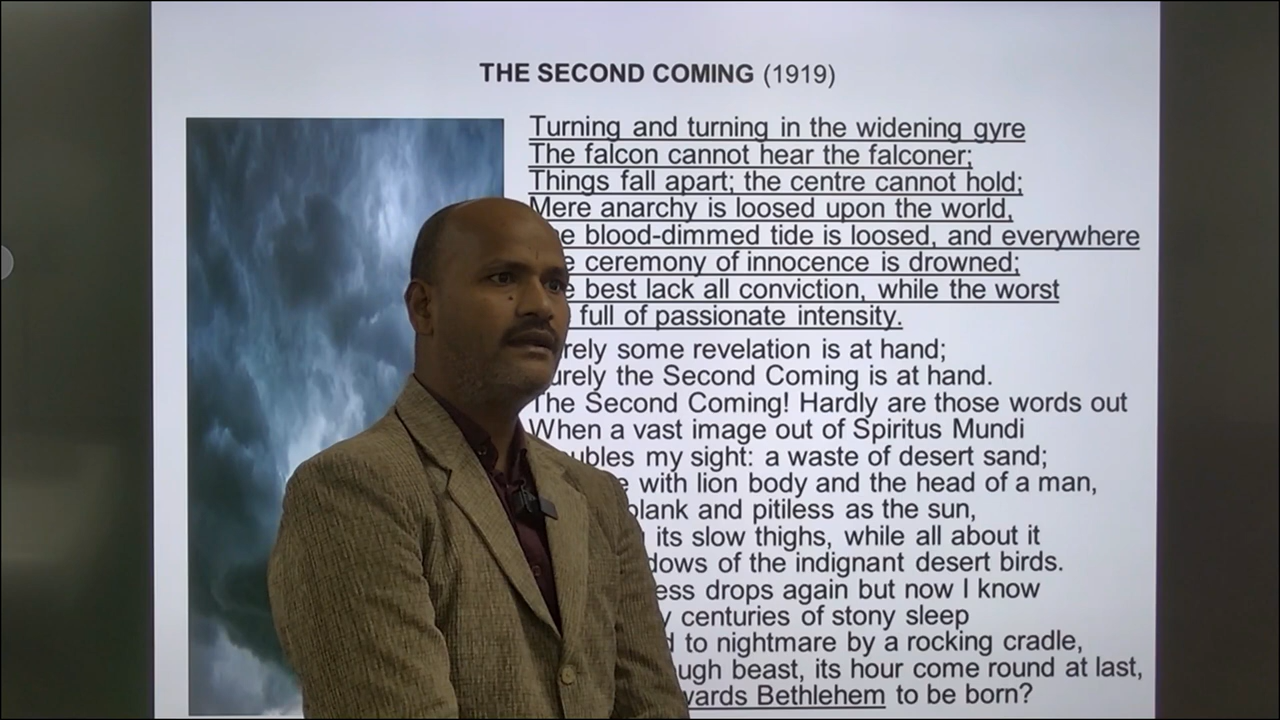 THE SECOND COMING (1919)
Turning and turning in the widening gyre
The falcon cannot hear the falconer;
Things fall apart; the centre cannot hold;
Mere anarchy is loosed upon the world,
blood-dimmed tide is loosed, and everywhere
ceremony of innocence is drowned;
best lack all conviction, while the worst
full of passionate intensity.
some revelation is at hand;
the Second Coming is at hand.
The Second Coming! Hardly are those words out
When a vast image out of Spiritus Mundi
my sight: a waste of desert sand;
with lion body and the head of a man,
blank and pitiless as the sun,
its slow thighs, while all about it
of the indignant desert birds.
drops again but now I know
centuries of stony sleep
to nightmare by a rocking cradle,
beast, its hour come round at last,
Bethlehem to be born?